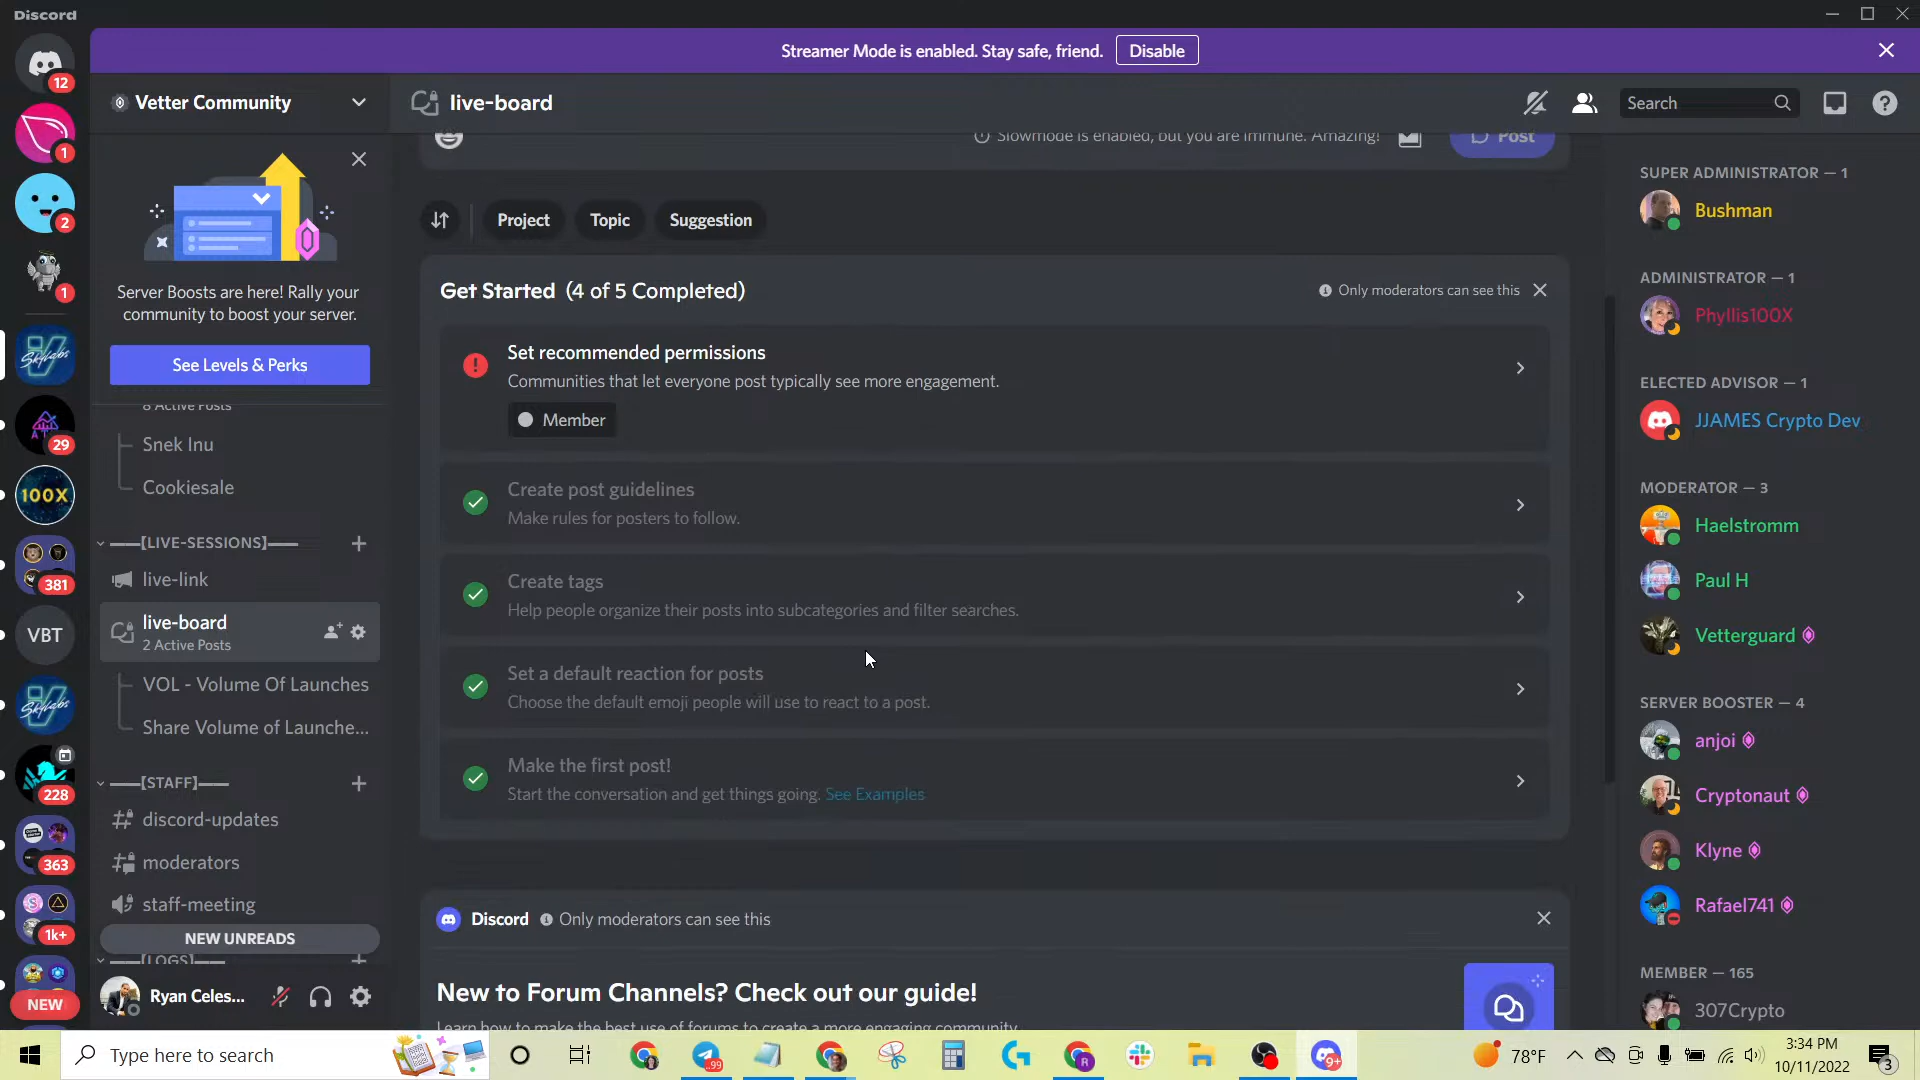 Discord
Streamer Mode is enabled. Stay safe, friend.
Disable
12
1
2
1
Skylabs
29
100X
381
VBT
Skylabs
228
363
1k+
NEW
Vetter Community
Server Boosts are here! Rally your
community to boost your server.
See Levels & Perks
8 Active Posts
Snek Inu
Cookiesale
[LIVE-SESSIONS]
live-link
live-board
2 Active Posts
VOL - Volume Of Launches
Share Volume of Launche...
[STAFF]
discord-updates
moderators
staff-meeting
NEW UNREADS
[LOGS]
Ryan Celes...
live-board
Search
Slowmode is enabled, but you are immune. Amazing!
Post
Project
Topic
Suggestion
Get Started (4 of 5 Completed)
Only moderators can see this
Set recommended permissions
Communities that let everyone post typically see more engagement.
Member
Create post guidelines
Make rules for posters to follow.
Create tags
Help people organize their posts into subcategories and filter searches.
Set a default reaction for posts
Choose the default emoji people will use to react to a post.
Make the first post!
Start the conversation and get things going. See Examples
Discord Only moderators can see this
New to Forum Channels? Check out our guide!
Learn how to make the best use of forums to create a more engaging community
SUPER ADMINISTRATOR — 1
Bushman
ADMINISTRATOR — 1
Phyllis100X
ELECTED ADVISOR — 1
JJAMES Crypto Dev
MODERATOR — 3
Haelstromm
Paul H
Vetterguard
SERVER BOOSTER — 4
anjoi
Cryptonaut
Klyne
Rafael741
MEMBER — 165
307Crypto
Type here to search
99
R
9+
78°F
3:34 PM
10/11/2022
3